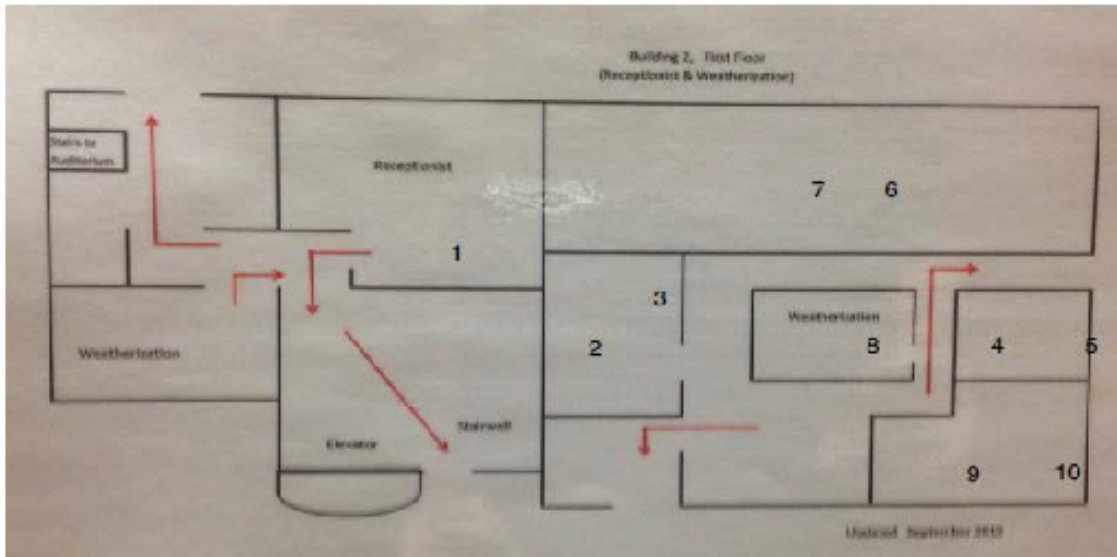 Building 2, First Floor
(Receptionist & Weatherization)
Stairs to
Auditorium
Receptionist
7
6
1
3
Weatherization
2
8
4
5
Weatherization
Stairwell
Elevator
9
10
Updated September 2012